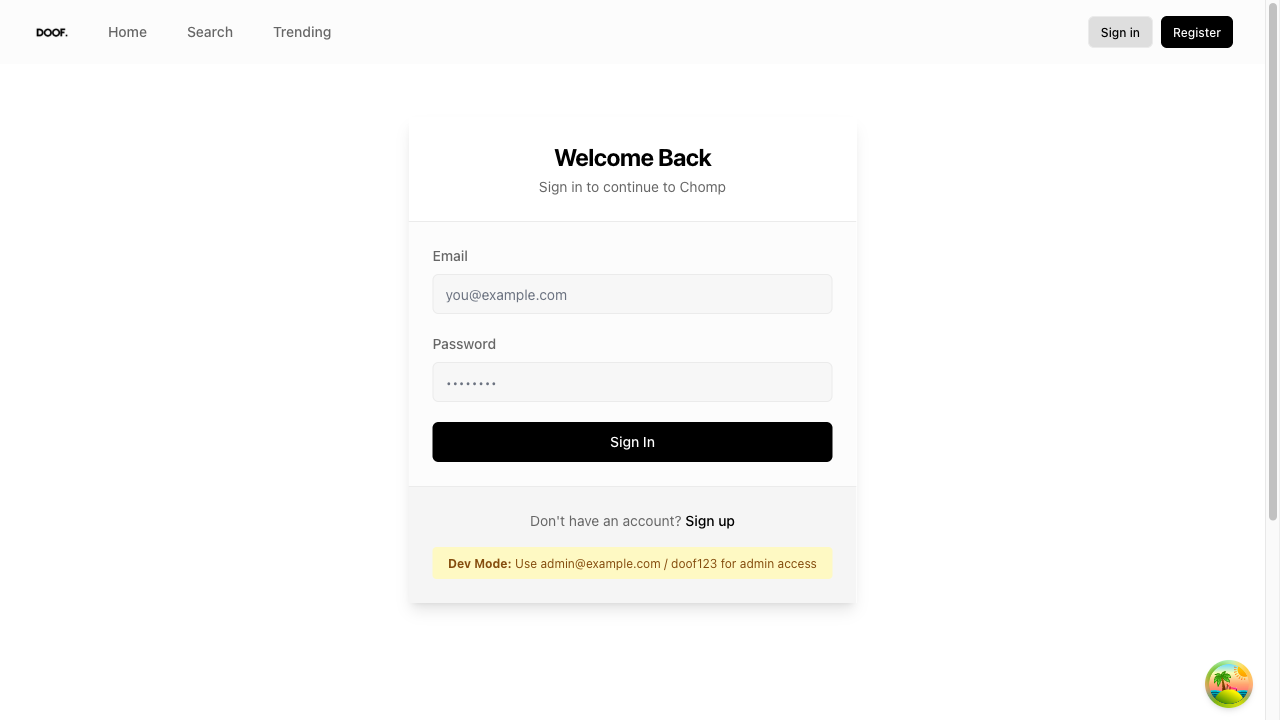 DOOF.
Home
Search
Trending
Sign in
Register
Welcome Back
Sign in to continue to Chomp
Email
you@example.com
Password
••••••••
Sign In
Don't have an account? Sign up
Dev Mode: Use admin@example.com / doof123 for admin access